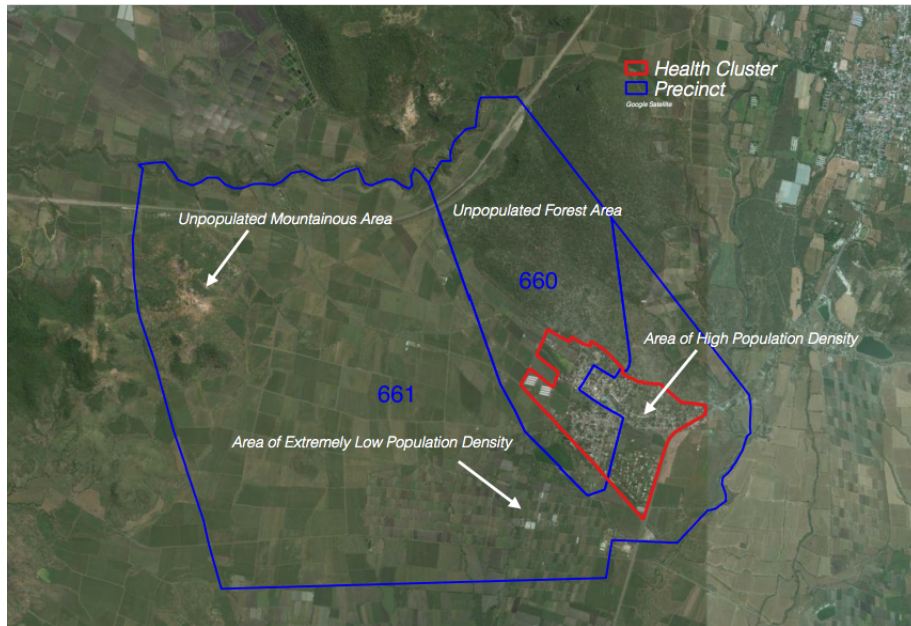 Health Cluster
Precinct
Google Satellite
Unpopulated Mountainous Area
Unpopulated Forest Area
660
Area of High Population Density
661
Area of Extremely Low Population Density